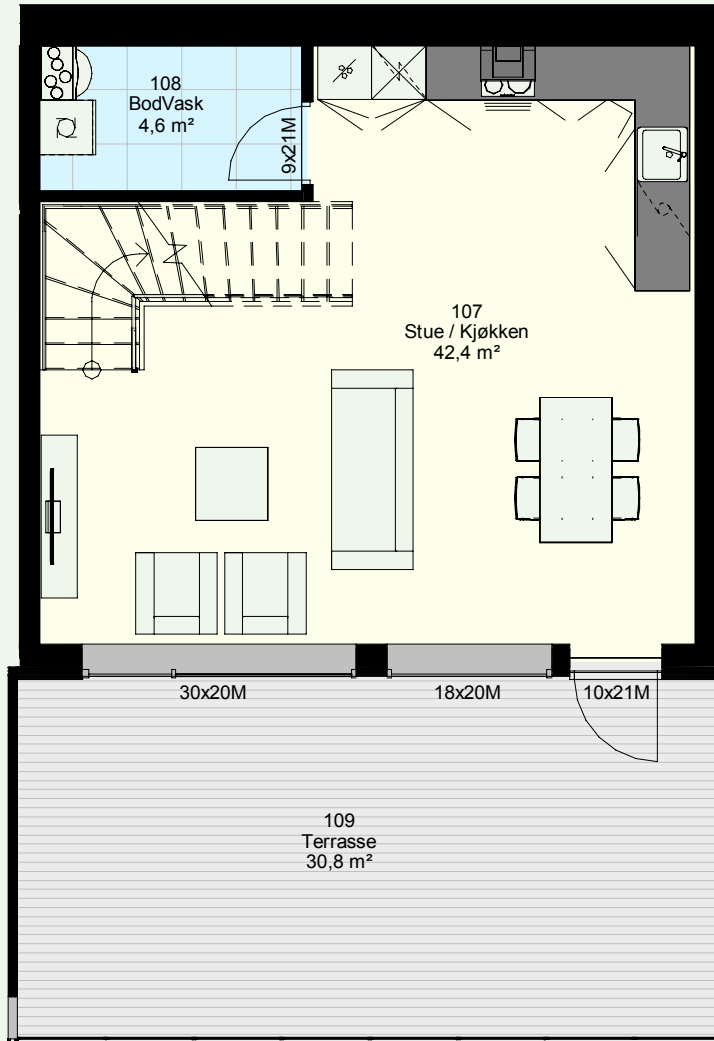 108
BodVask
4,6 m²
9x21M
107
Stue / Kjøkken
42,4 m²
30x20M
18x20M
10x21M
109
Terrasse
30,8 m²